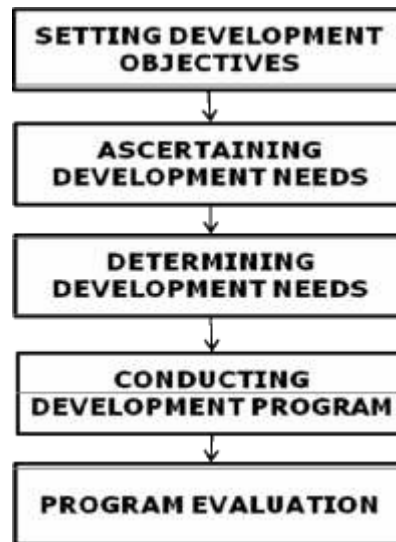 SETTING DEVELOPMENT
OBJECTIVES
ASCERTAINING
DEVELOPMENT NEEDS
DETERMINING
DEVELOPMENT NEEDS
CONDUCTING
DEVELOPMENT PROGRAM
PROGRAM EVALUATION